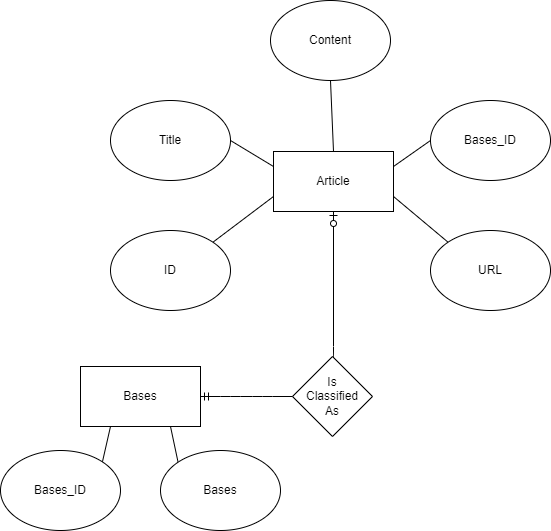 Content
Title
Bases_ID
Article
ID
URL
Is
Classified
As
Bases
Bases_ID
Bases